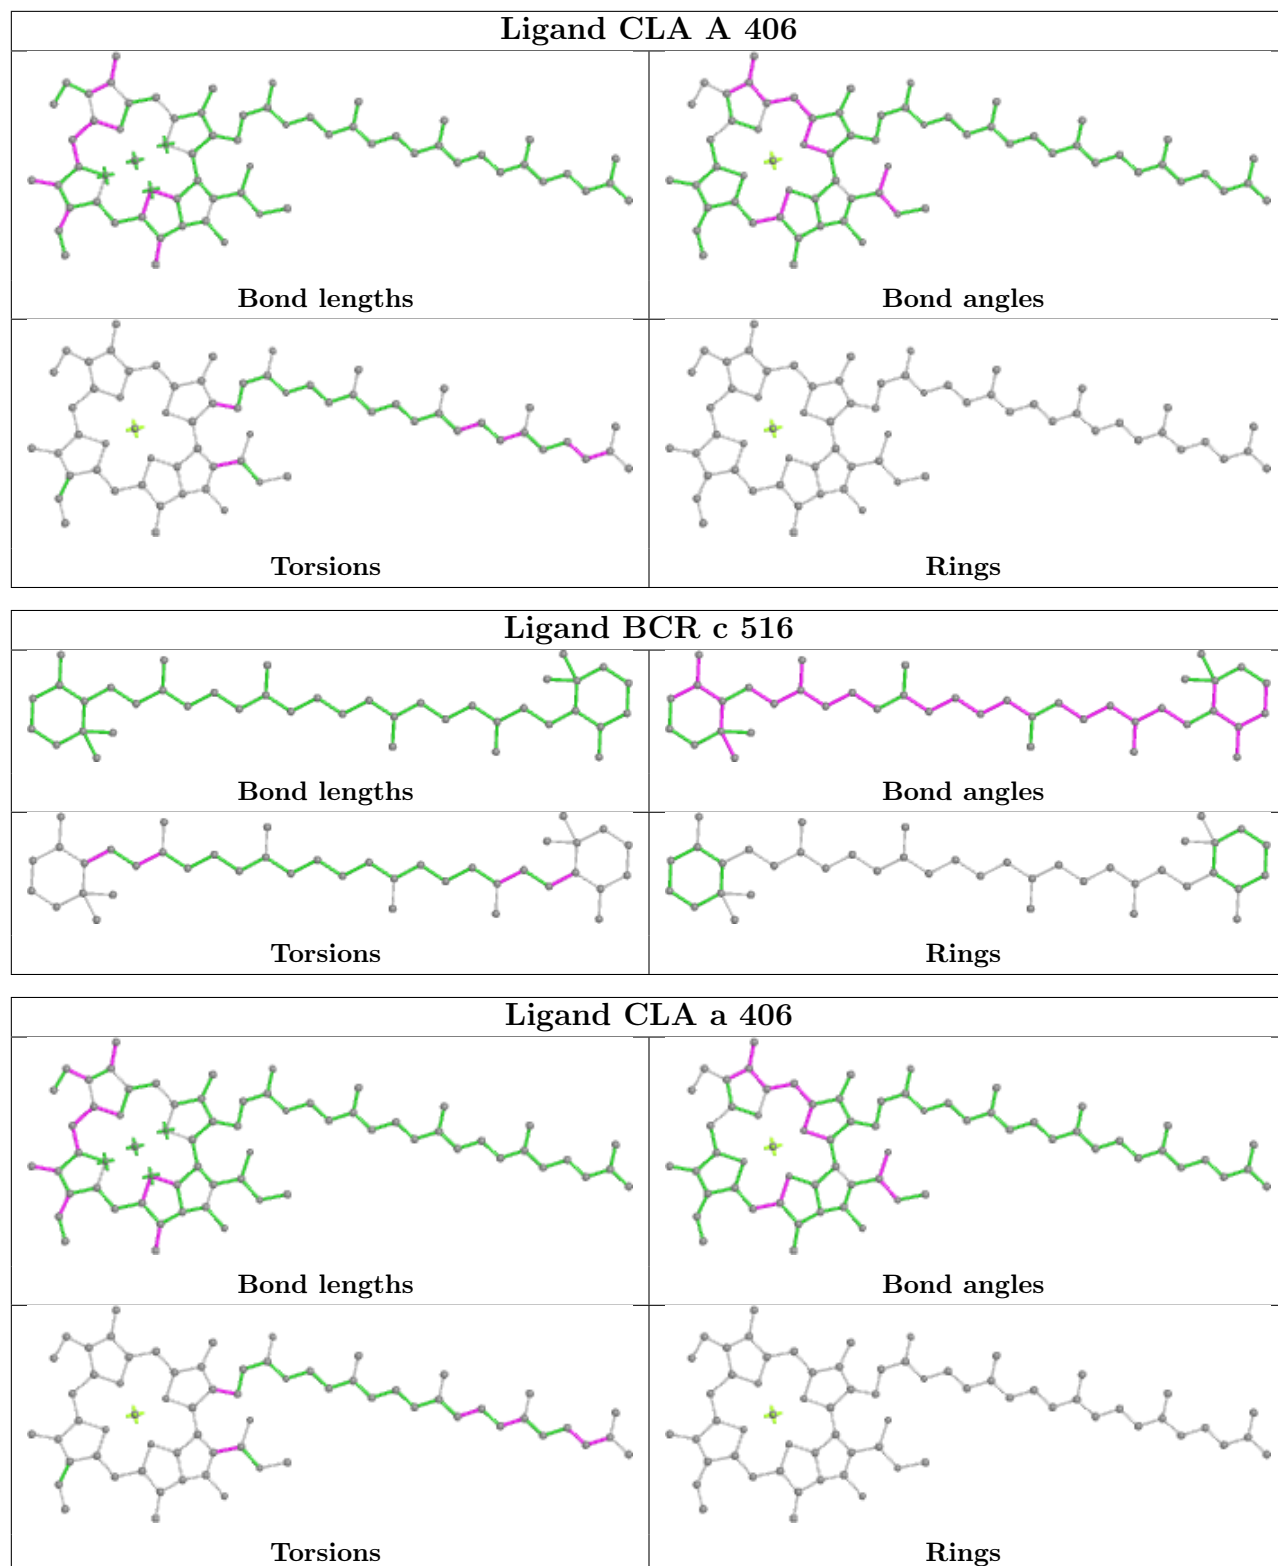 Ligand CLA A 406
Bond lengths
Bond angles
Torsions
Rings
Ligand BCR c 516
Bond lengths
Bond angles
Torsions
Rings
Ligand CLA a 406
Bond lengths
Bond angles
Torsions
Rings